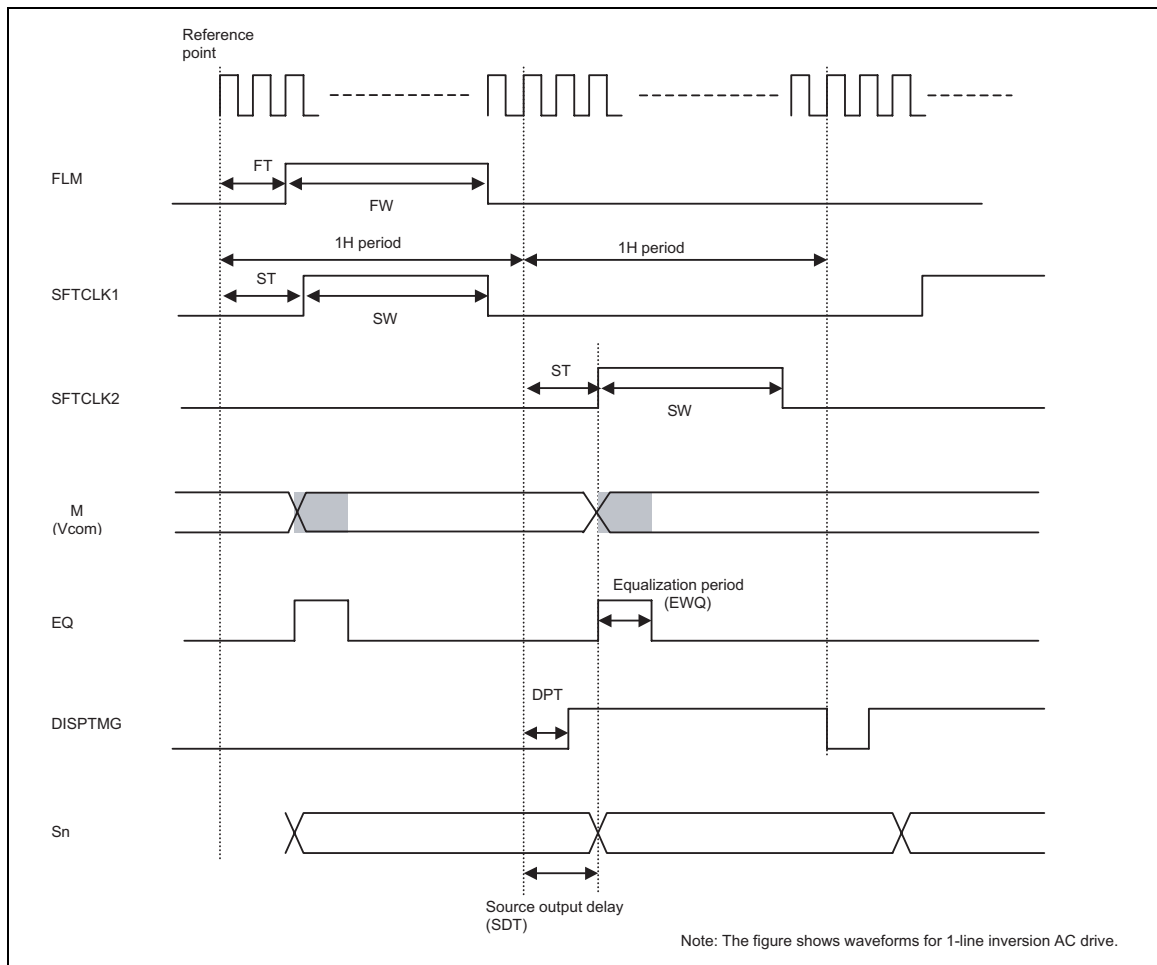 Reference
point
FLM
FT
FW
1H period
1H period
SFTCLK1
ST
SW
SFTCLK2
ST
SW
M
(Vcom)
Equalization period
(EWQ)
EQ
DPT
DISPTMG
Sn
Source output delay
(SDT)
Note: The figure shows waveforms for 1-line inversion AC drive.